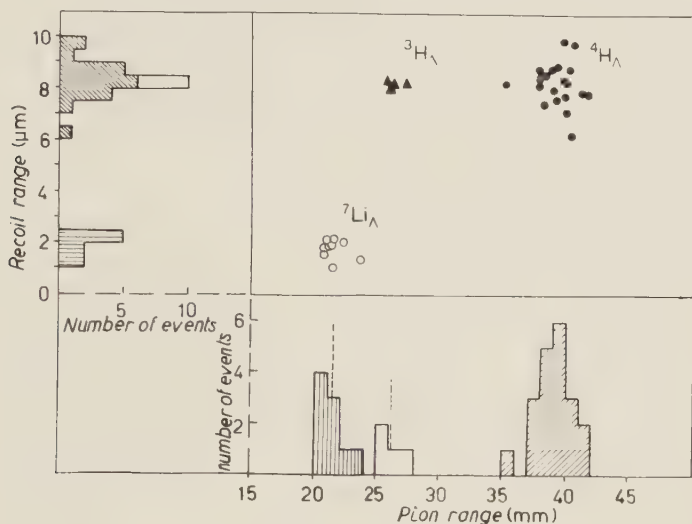 10
8
6
4
2
0
Recoil range (μm)
5 10
Number of events
³H_Λ
⁴H_Λ
⁷Li_Λ
6
4
2
number of events
15 20 25 30 35 40 45
Pion range (mm)